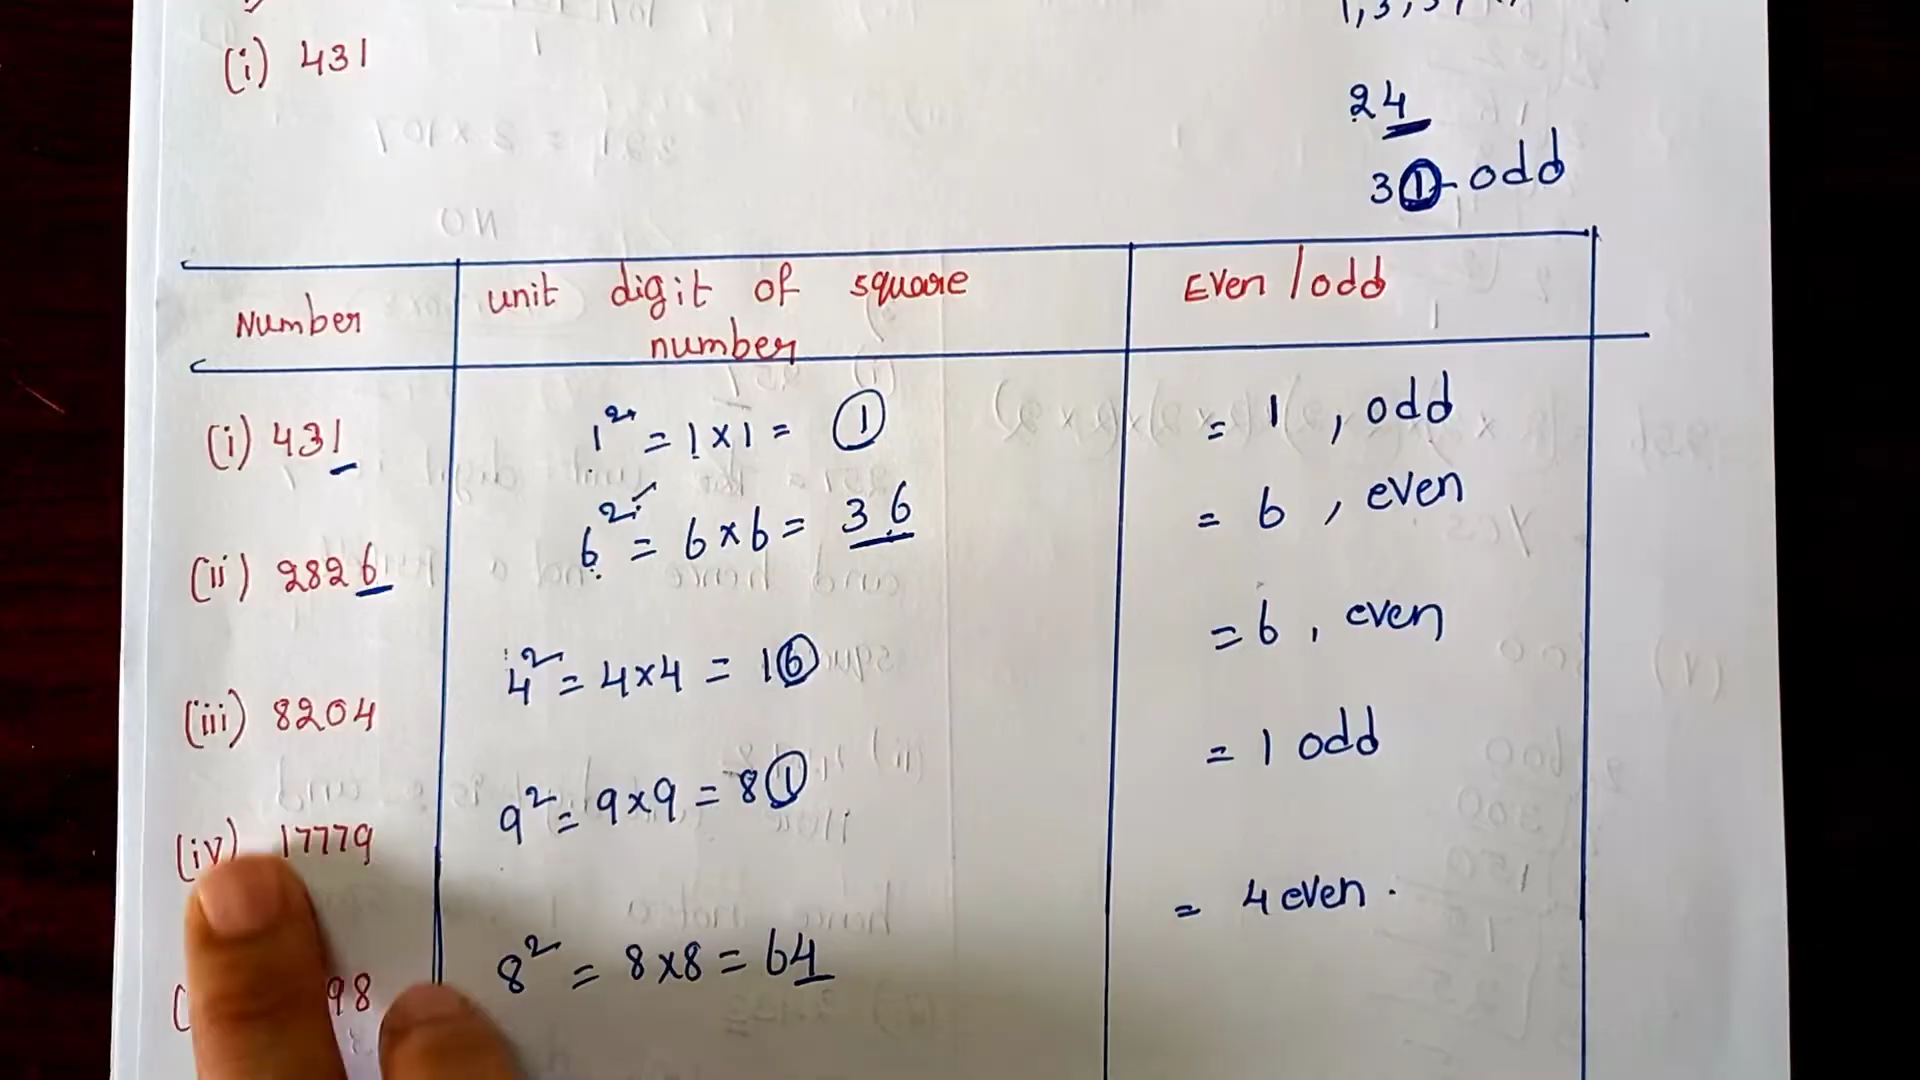 (i) 431
24
31-odd
Number unit digit of square number Even/odd
(i) 431 1² = 1×1 = 1 = 1, odd
(ii) 2826 6² = 6×6 = 36 = 6, even
(iii) 8204 4² = 4×4 = 16 = 6, even
(iv) 17779 9² = 9×9 = 81 = 1 odd
98 8² = 8×8 = 64 = 4 even.